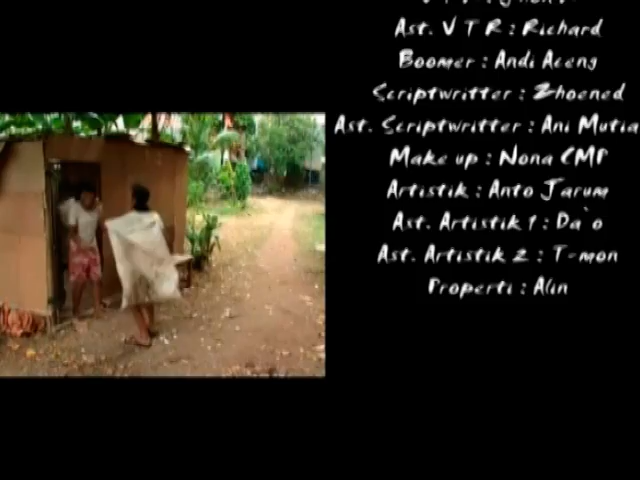 Ast. V T R : Richard
Boomer : Andi Aceng
Scriptwritter : Zhoened
Ast. Scriptwritter : Ani Mutia
Make up : Nona CMP
Artistik : Anto Jarum
Ast. Artistik 1 : Da`o
Ast. Artistik 2 : T-mon
Properti : Alin